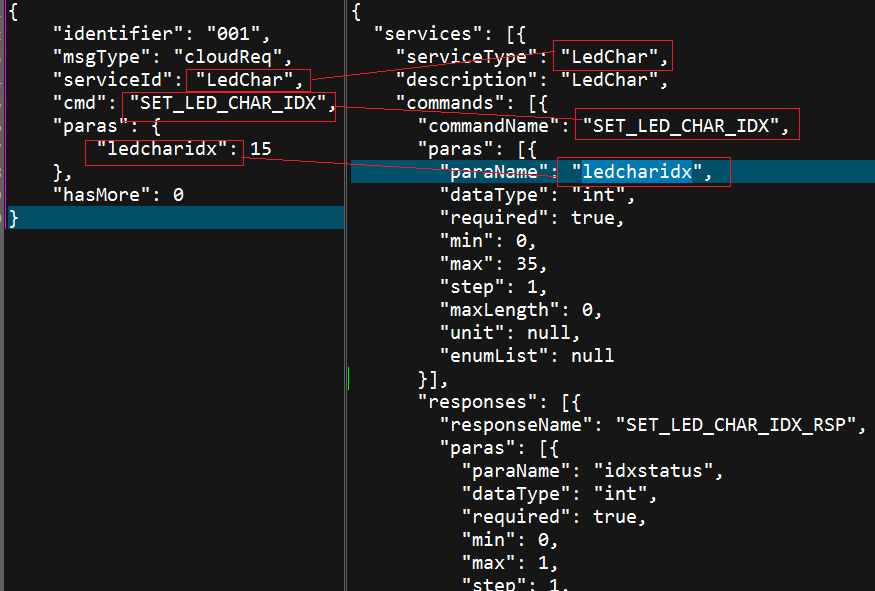 {
"identifier": "001",
"msgType": "cloudReq",
"serviceId": "LedChar",
"cmd": "SET_LED_CHAR_IDX",
"paras": {
"ledcharidx": 15
},
"hasMore": 0
}
{
"services": [{
"serviceType": "LedChar",
"description": "LedChar",
"commands": [{
"commandName": "SET_LED_CHAR_IDX",
"paras": [{
"paraName": "ledcharidx",
"dataType": "int",
"required": true,
"min": 0,
"max": 35,
"step": 1,
"maxLength": 0,
"unit": null,
"enumList": null
}],
"responses": [{
"responseName": "SET_LED_CHAR_IDX_RSP",
"paras": [{
"paraName": "idxstatus",
"dataType": "int",
"required": true,
"min": 0,
"max": 1,
"step": 1,